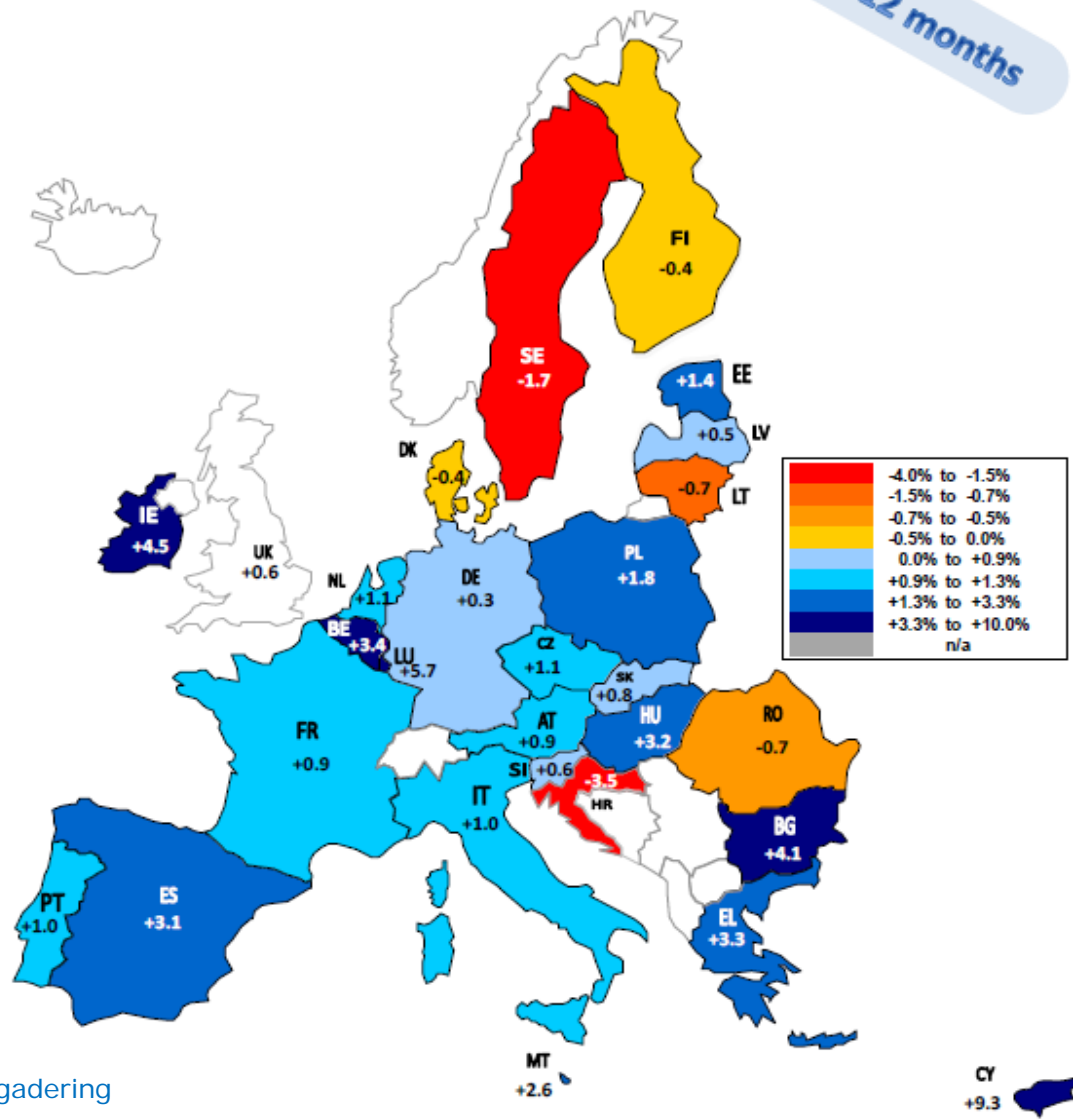 12 months
FI
-0.4
SE
-1.7
+1.4 EE
+0.5 LV
-0.7 LT
DK
-0.4
IE
+4.5
UK
+0.6
NL
+1.1
BE
+3.4
LU
+5.7
DE
+0.3
PL
+1.8
CZ
+1.1
SK
+0.8
AT
+0.9
HU
+3.2
RO
-0.7
FR
+0.9
SI +0.6
-3.5
HR
IT
+1.0
BG
+4.1
EL
+3.3
PT
+1.0
ES
+3.1
MT
+2.6
CY
+9.3
-4.0% to -1.5%
-1.5% to -0.7%
-0.7% to -0.5%
-0.5% to 0.0%
0.0% to +0.9%
+0.9% to +1.3%
+1.3% to +3.3%
+3.3% to +10.0%
n/a
gadering